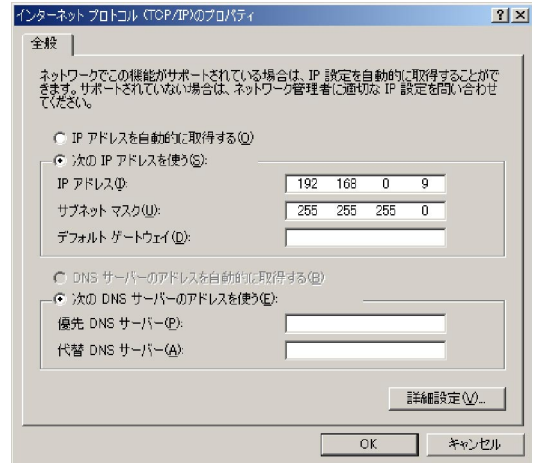 インターネット プロトコル (TCP/IP)のプロパティ
全般
ネットワークでこの機能がサポートされている場合は、IP 設定を自動的に取得することがで
きます。サポートされていない場合は、ネットワーク管理者に適切な IP 設定を問い合わせ
てください。
IP アドレスを自動的に取得する(O)
次の IP アドレスを使う(S):
IP アドレス(I): 192 168 0 9
サブネット マスク(U): 255 255 255 0
デフォルト ゲートウェイ(D):
DNS サーバーのアドレスを自動的に取得する(B)
次の DNS サーバーのアドレスを使う(E):
優先 DNS サーバー(P):
代替 DNS サーバー(A):
詳細設定(V)...
OK キャンセル